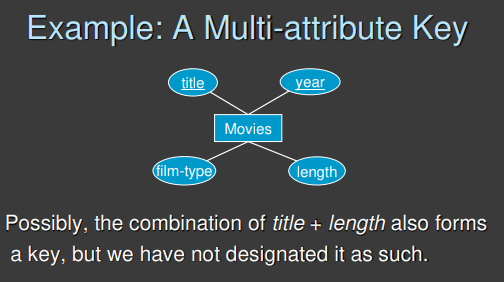 Example: A Multi-attribute Key
title
year
Movies
film-type
length
Possibly, the combination of title + length also forms
a key, but we have not designated it as such.